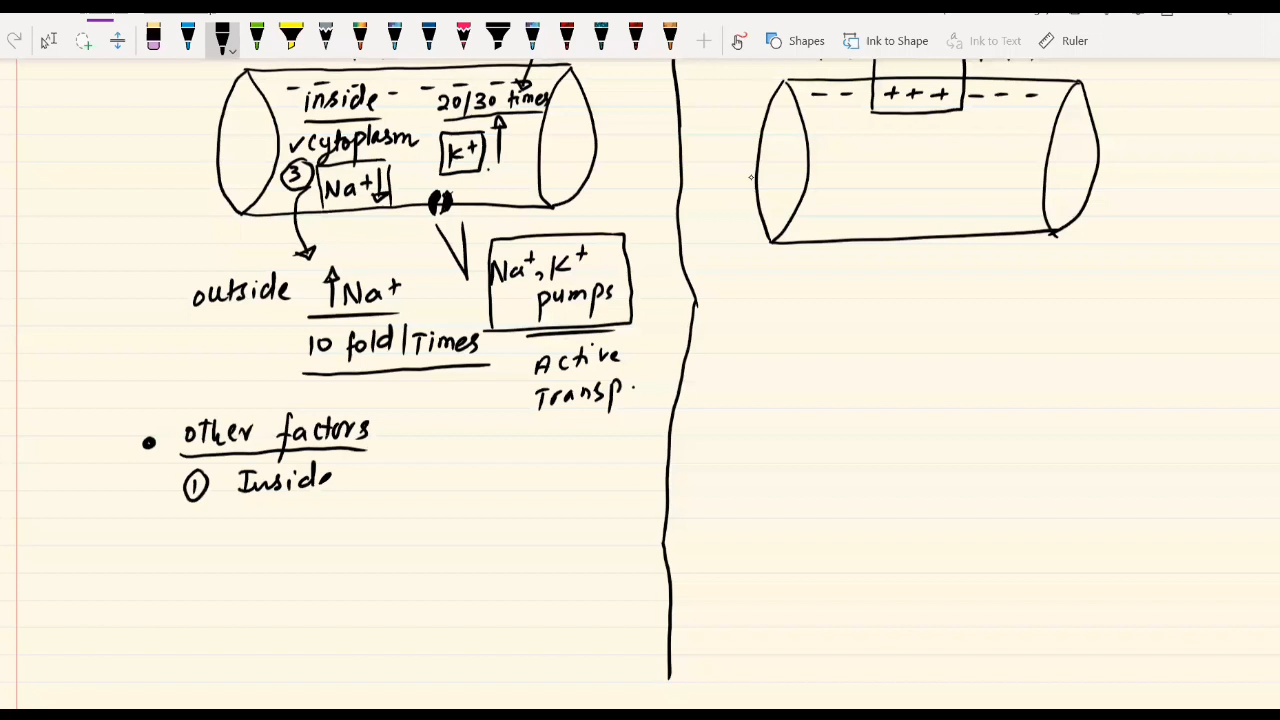 Shapes
Ink to Shape
Ink to Text
Ruler
- - - - - - -
inside
20/30 times
✓cytoplasm
K+ ↑
③ Na+↓
outside ↑Na+
10 fold/Times
Na+, K+
pumps
Active
Transp.
• other factors
① Inside
- - + + + - - -